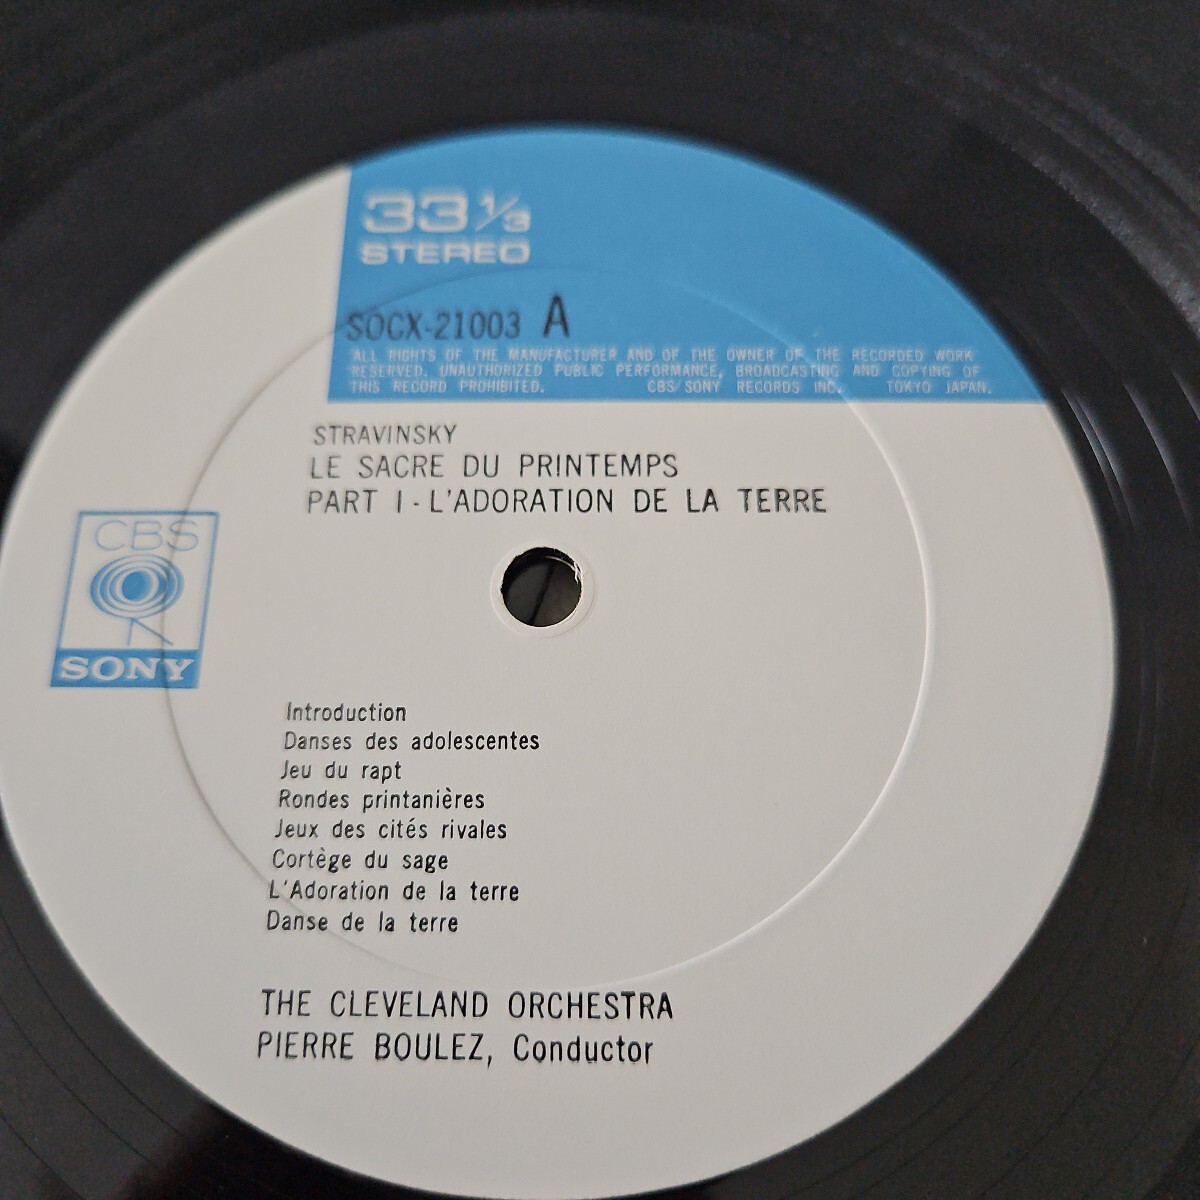 33 1/3
STEREO
SOCX-21003 A
ALL RIGHTS OF THE MANUFACTURER AND OF THE OWNER OF THE RECORDED WORK
RESERVED. UNAUTHORIZED PUBLIC PERFORMANCE, BROADCASTING AND COPYING OF
THIS RECORD PROHIBITED. CBS/SONY RECORDS INC. TOKYO JAPAN.
STRAVINSKY
LE SACRE DU PRINTEMPS
PART I - L'ADORATION DE LA TERRE
CBS
SONY
Introduction
Danses des adolescentes
Jeu du rapt
Rondes printanières
Jeux des cités rivales
Cortège du sage
L'Adoration de la terre
Danse de la terre
THE CLEVELAND ORCHESTRA
PIERRE BOULEZ, Conductor